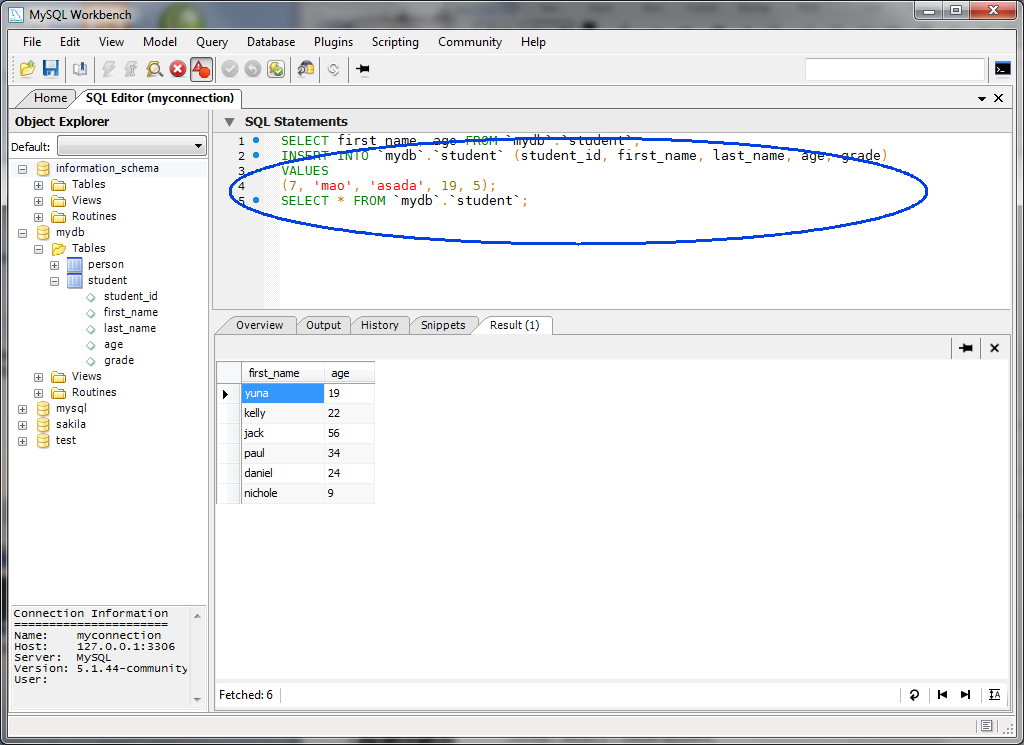 MySQL Workbench
File Edit View Model Query Database Plugins Scripting Community Help
Home SQL Editor (myconnection)
Object Explorer
Default:
information_schema
Tables
Views
Routines
mydb
Tables
person
student
student_id
first_name
last_name
age
grade
Views
Routines
mysql
sakila
test
Connection Information
======================
Name: myconnection
Host: 127.0.0.1:3306
Server: MySQL
Version: 5.1.44-community
User:
SQL Statements
1 SELECT first_name, age FROM `mydb`.`student`;
2 INSERT INTO `mydb`.`student` (student_id, first_name, last_name, age, grade)
3 VALUES
4 (7, 'mao', 'asada', 19, 5);
5 SELECT * FROM `mydb`.`student`;
Overview Output History Snippets Result (1)
first_name age
yuna 19
kelly 22
jack 56
paul 34
daniel 24
nichole 9
Fetched: 6